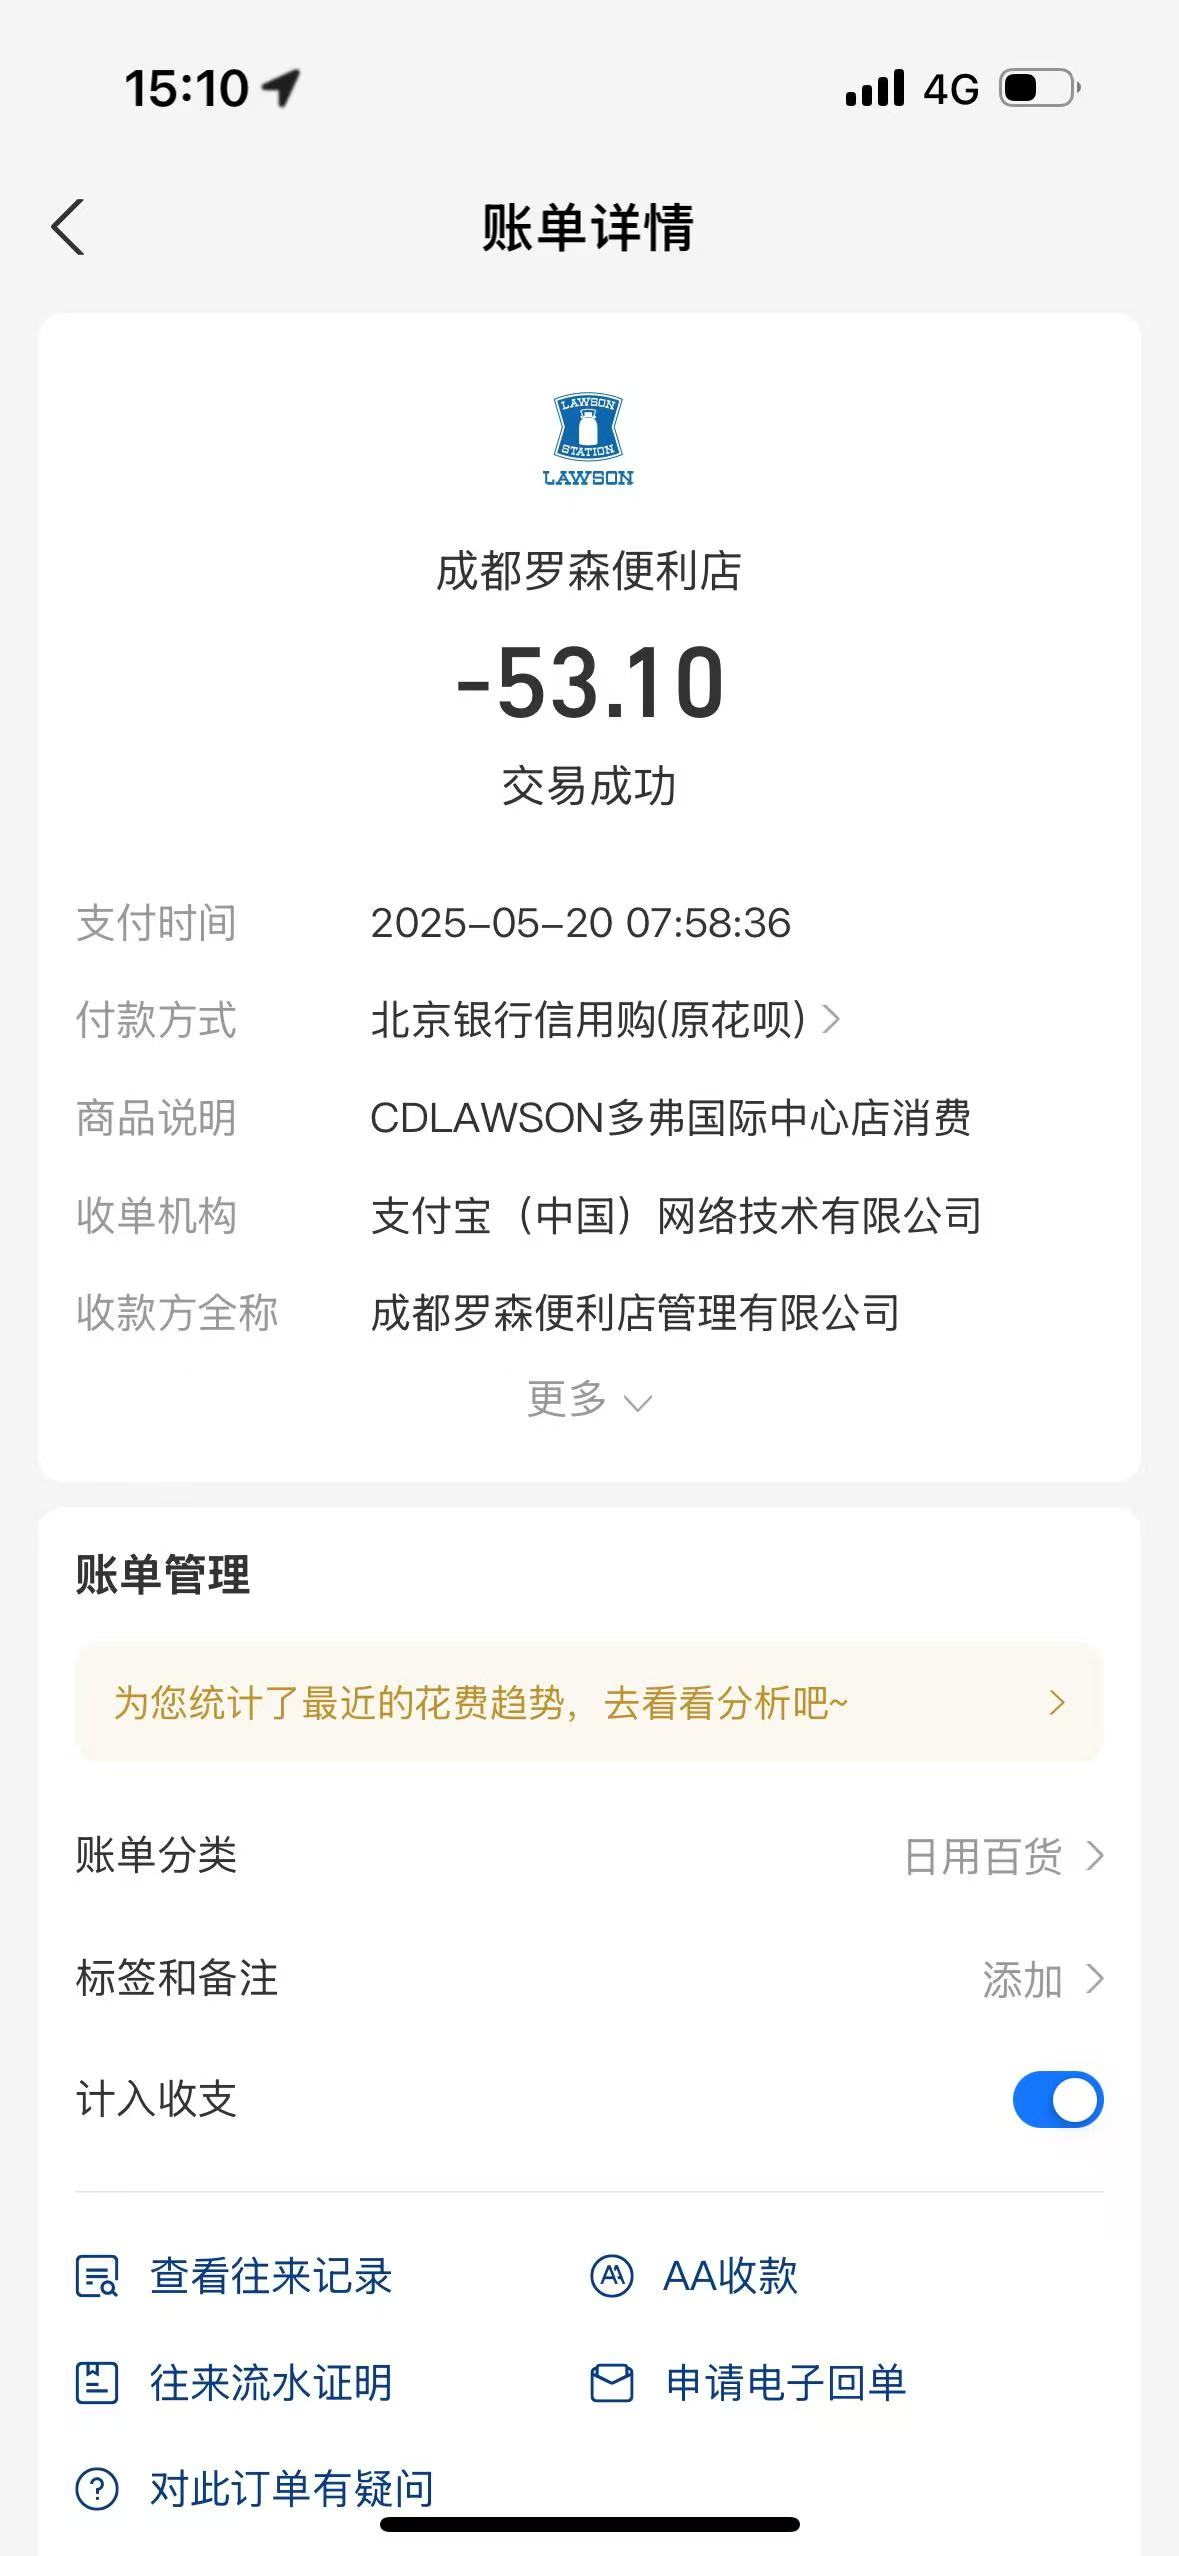 15:10
4G
账单详情
LAWSON
STATION
LAWSON
成都罗森便利店
-53.10
交易成功
支付时间 2025-05-20 07:58:36
付款方式 北京银行信用购(原花呗)
商品说明 CDLAWSON多弗国际中心店消费
收单机构 支付宝（中国）网络技术有限公司
收款方全称 成都罗森便利店管理有限公司
更多
账单管理
为您统计了最近的花费趋势，去看看分析吧~
账单分类 日用百货
标签和备注 添加
计入收支
查看往来记录 AA收款
往来流水证明 申请电子回单
对此订单有疑问